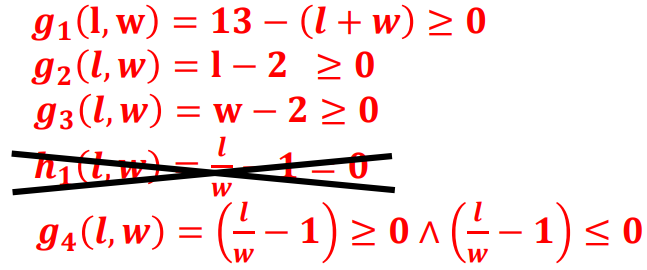 g₁(l, w) = 13 − (l + w) ≥ 0
g₂(l, w) = l − 2 ≥ 0
g₃(l, w) = w − 2 ≥ 0
h₁(l, w) = l/w − 1 = 0
g₄(l, w) = (l/w − 1) ≥ 0 ∧ (l/w − 1) ≤ 0